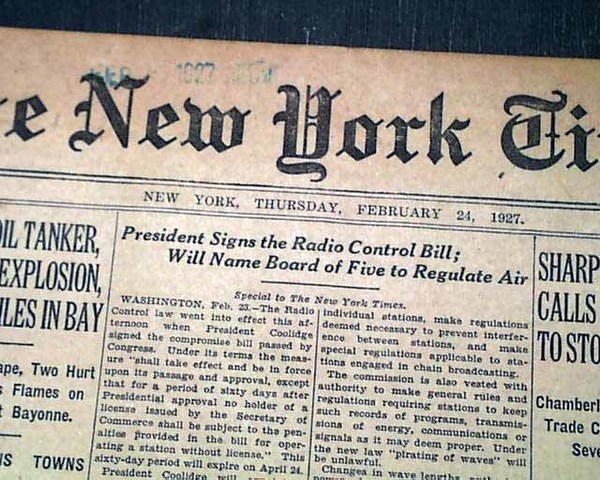 1927
e New York Ti
NEW YORK, THURSDAY, FEBRUARY 24, 1927.
OIL TANKER,
EXPLOSION,
ILES IN BAY
ape, Two Hurt
s Flames on
t Bayonne.
IS TOWNS
President Signs the Radio Control Bill;
Will Name Board of Five to Regulate Air
Special to The New York Times.
WASHINGTON, Feb. 23.—The Radio
Control law went into effect this af-
ternoon when President Coolidge
signed the compromise bill passed by
Congress. Under its terms the meas-
ure "shall take effect and be in force
upon its passage and approval, except
that for a period of sixty days after
Presidential approval no holder of a
license issued by the Secretary of
Commerce shall be subject to the pen-
alties provided in the bill for oper-
ating a station without license." This
sixty-day period will expire on April 24.
President Coolidge will
individual stations, make regulations
deemed necessary to prevent interfer-
ence between stations, and make
special regulations applicable to sta-
tions engaged in chain broadcasting.
The commission is also vested with
authority to make general rules and
regulations requiring stations to keep
such records of programs, transmis-
sions of energy, communications or
signals as it may deem proper. Under
the new law "pirating of waves" will
be unlawful.
Changes in wave lengths,
SHARP
CALLS
TO STO
Chamberl
Trade C
Seve